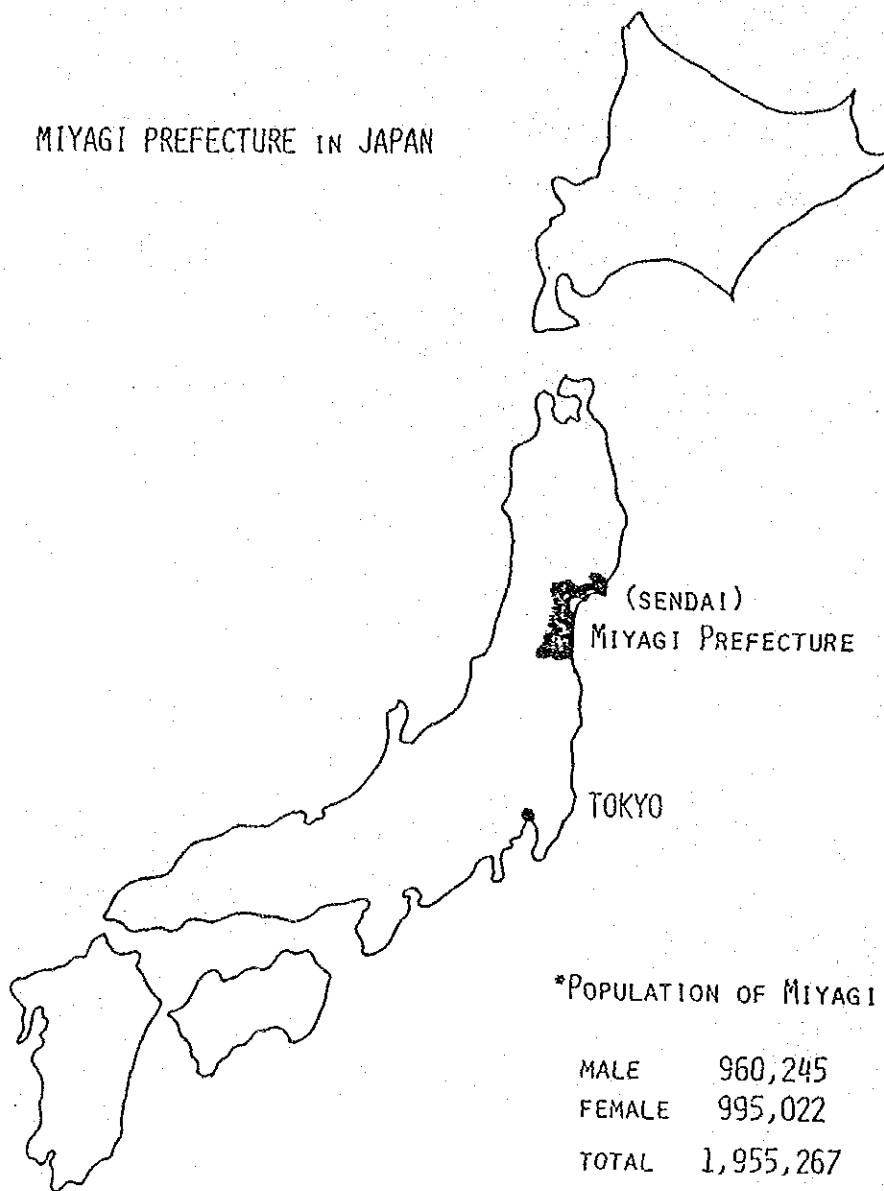 MIYAGI PREFECTURE IN JAPAN
(SENDAI)
MIYAGI PREFECTURE
TOKYO
*POPULATION OF MIYAGI
MALE 960,245
FEMALE 995,022
TOTAL 1,955,267